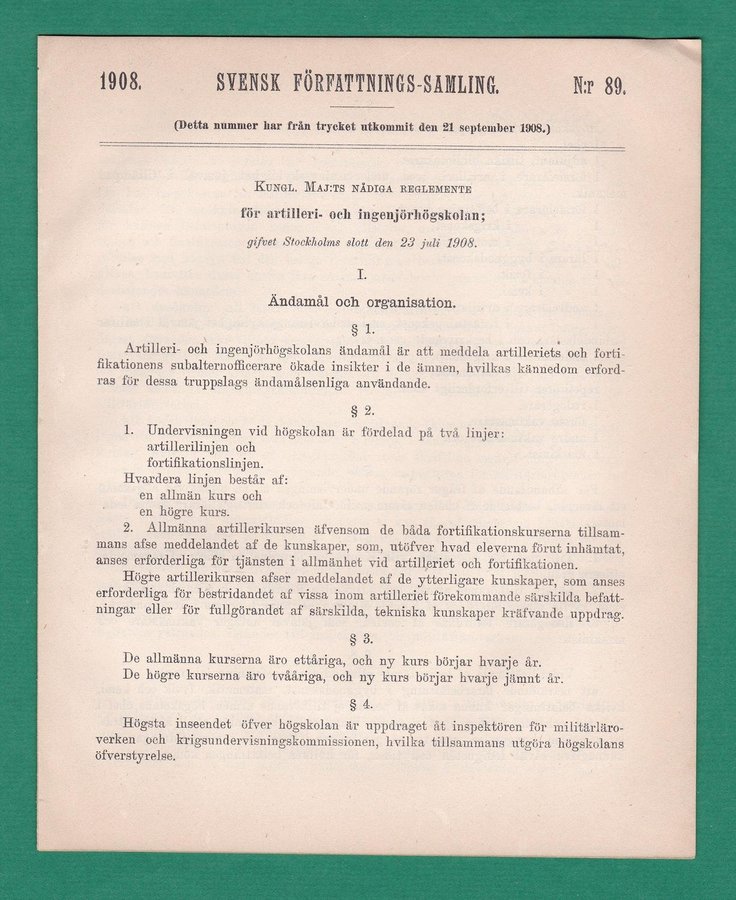 1908. SVENSK FÖRFATTNINGS-SAMLING. N:r 89.
(Detta nummer har från trycket utkommit den 21 september 1908.)
KUNGL. MAJ:TS NÅDIGA REGLEMENTE
för artilleri- och ingenjörhögskolan;
gifvet Stockholms slott den 23 juli 1908.
I.
Ändamål och organisation.
§ 1.
Artilleri- och ingenjörhögskolans ändamål är att meddela artilleriets och forti-
fikationens subalternofficerare ökade insikter i de ämnen, hvilkas kännedom erford-
ras för dessa truppslags ändamålsenliga användande.
§ 2.
1. Undervisningen vid högskolan är fördelad på två linjer:
artillerilinjen och
fortifikationslinjen.
Hvardera linjen består af:
en allmän kurs och
en högre kurs.
2. Allmänna artillerikursen äfvensom de båda fortifikationskurserna tillsam-
mans afse meddelandet af de kunskaper, som, utöfver hvad eleverna förut inhämtat,
anses erforderliga för tjänsten i allmänhet vid artilleriet och fortifikationen.
Högre artillerikursen afser meddelandet af de ytterligare kunskaper, som anses
erforderliga för bestridandet af vissa inom artilleriet förekommande särskilda befatt-
ningar eller för fullgörandet af särskilda, tekniska kunskaper kräfvande uppdrag.
§ 3.
De allmänna kurserna äro ettåriga, och ny kurs börjar hvarje år.
De högre kurserna äro tvååriga, och ny kurs börjar hvarje jämnt år.
§ 4.
Högsta inseendet öfver högskolan är uppdraget åt inspektören för militärläro-
verken och krigsundervisningskommissionen, hvilka tillsammans utgöra högskolans
öfverstyrelse.